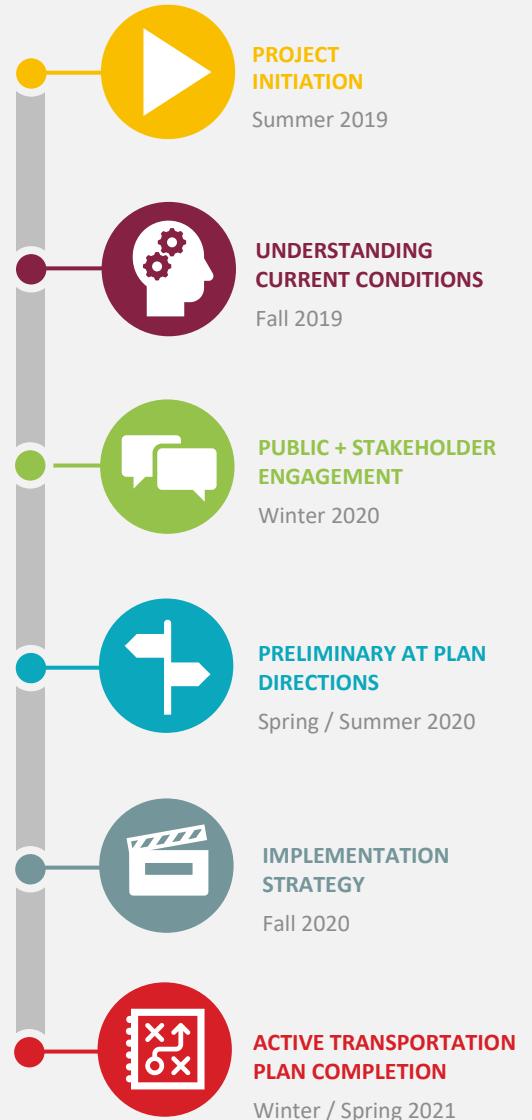 PROJECT
INITIATION
Summer 2019
UNDERSTANDING
CURRENT CONDITIONS
Fall 2019
PUBLIC + STAKEHOLDER
ENGAGEMENT
Winter 2020
PRELIMINARY AT PLAN
DIRECTIONS
Spring / Summer 2020
IMPLEMENTATION
STRATEGY
Fall 2020
ACTIVE TRANSPORTATION
PLAN COMPLETION
Winter / Spring 2021